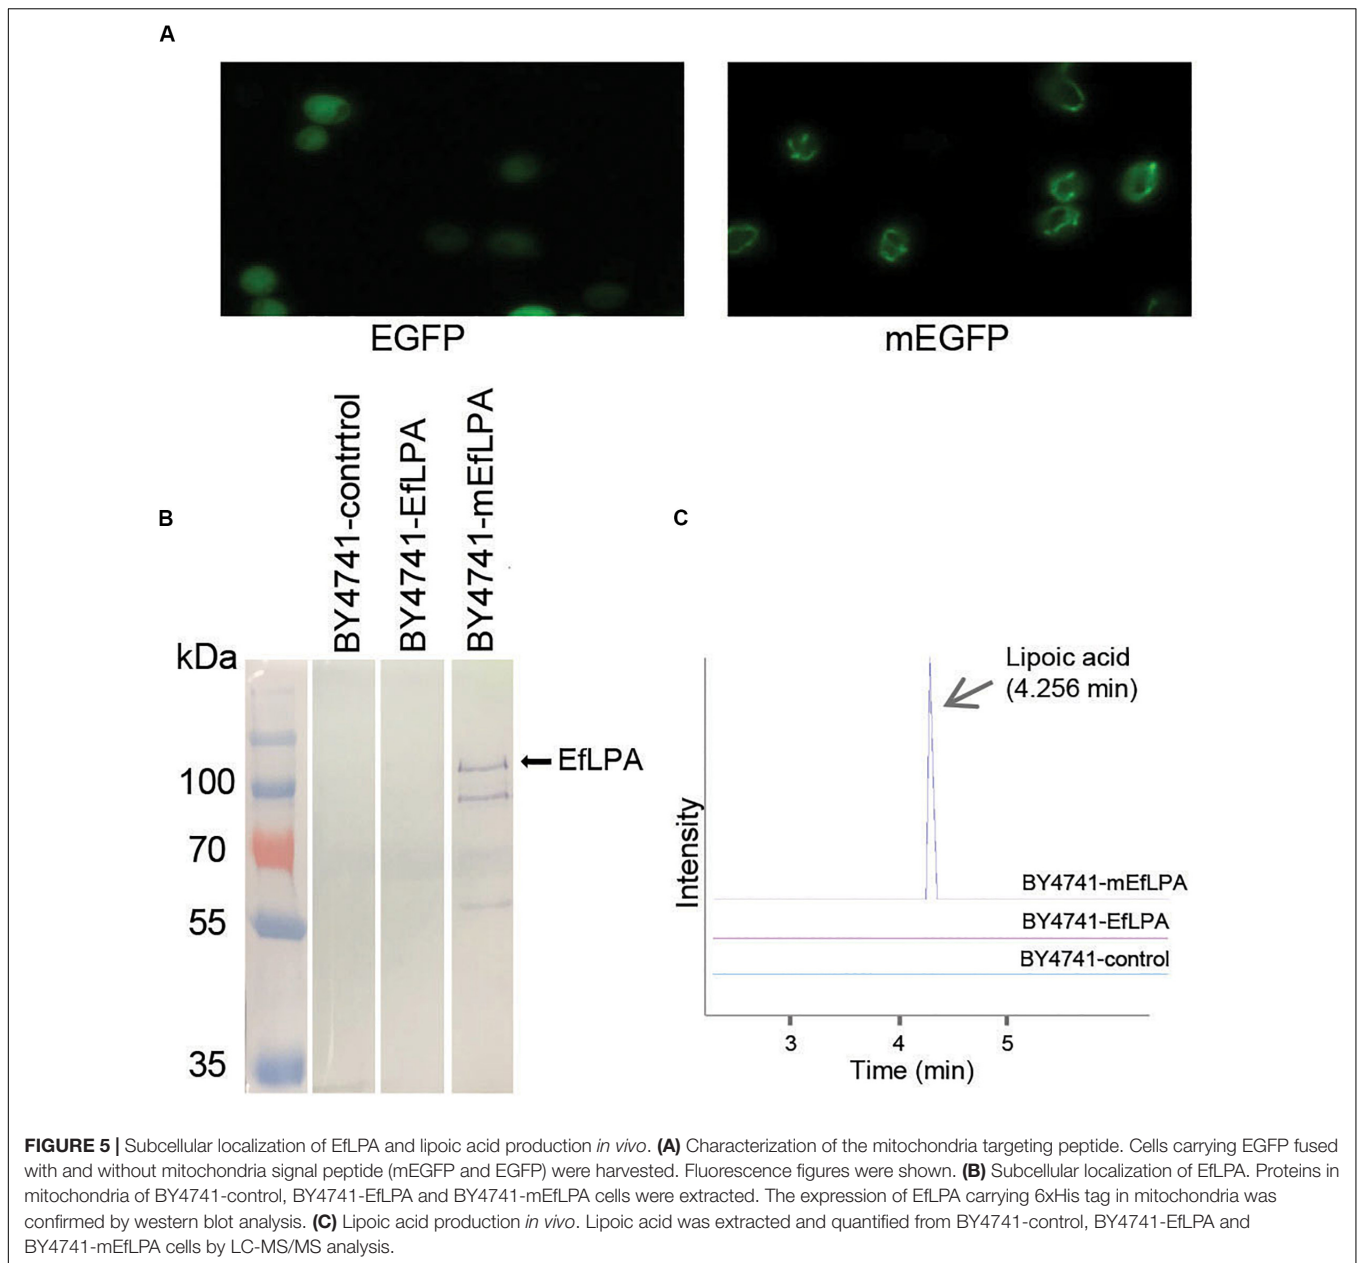 A
EGFP
mEGFP
B
BY4741-contrtrol
BY4741-EfLPA
BY4741-mEfLPA
kDa
100
70
55
35
EfLPA
C
Lipoic acid
(4.256 min)
Intensity
BY4741-mEfLPA
BY4741-EfLPA
BY4741-control
3
4
5
Time (min)
FIGURE 5 | Subcellular localization of EfLPA and lipoic acid production in vivo. (A) Characterization of the mitochondria targeting peptide. Cells carrying EGFP fused
with and without mitochondria signal peptide (mEGFP and EGFP) were harvested. Fluorescence figures were shown. (B) Subcellular localization of EfLPA. Proteins in
mitochondria of BY4741-control, BY4741-EfLPA and BY4741-mEfLPA cells were extracted. The expression of EfLPA carrying 6xHis tag in mitochondria was
confirmed by western blot analysis. (C) Lipoic acid production in vivo. Lipoic acid was extracted and quantified from BY4741-control, BY4741-EfLPA and
BY4741-mEfLPA cells by LC-MS/MS analysis.